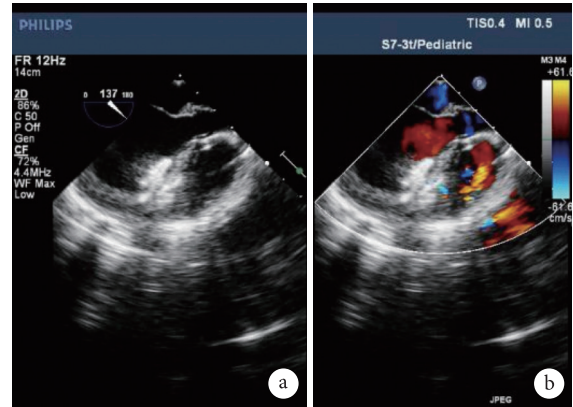 PHILIPS
FR 12Hz
14cm
2D
86%
C 50
P Off
Gen
CF
72%
4.4MHz
WF Max
Low
0 137 180
a
TIS0.4 MI 0.5
S7-3t/Pediatric
M3 M4
+61.6
-61.6
cm/s
P
JPEG
b